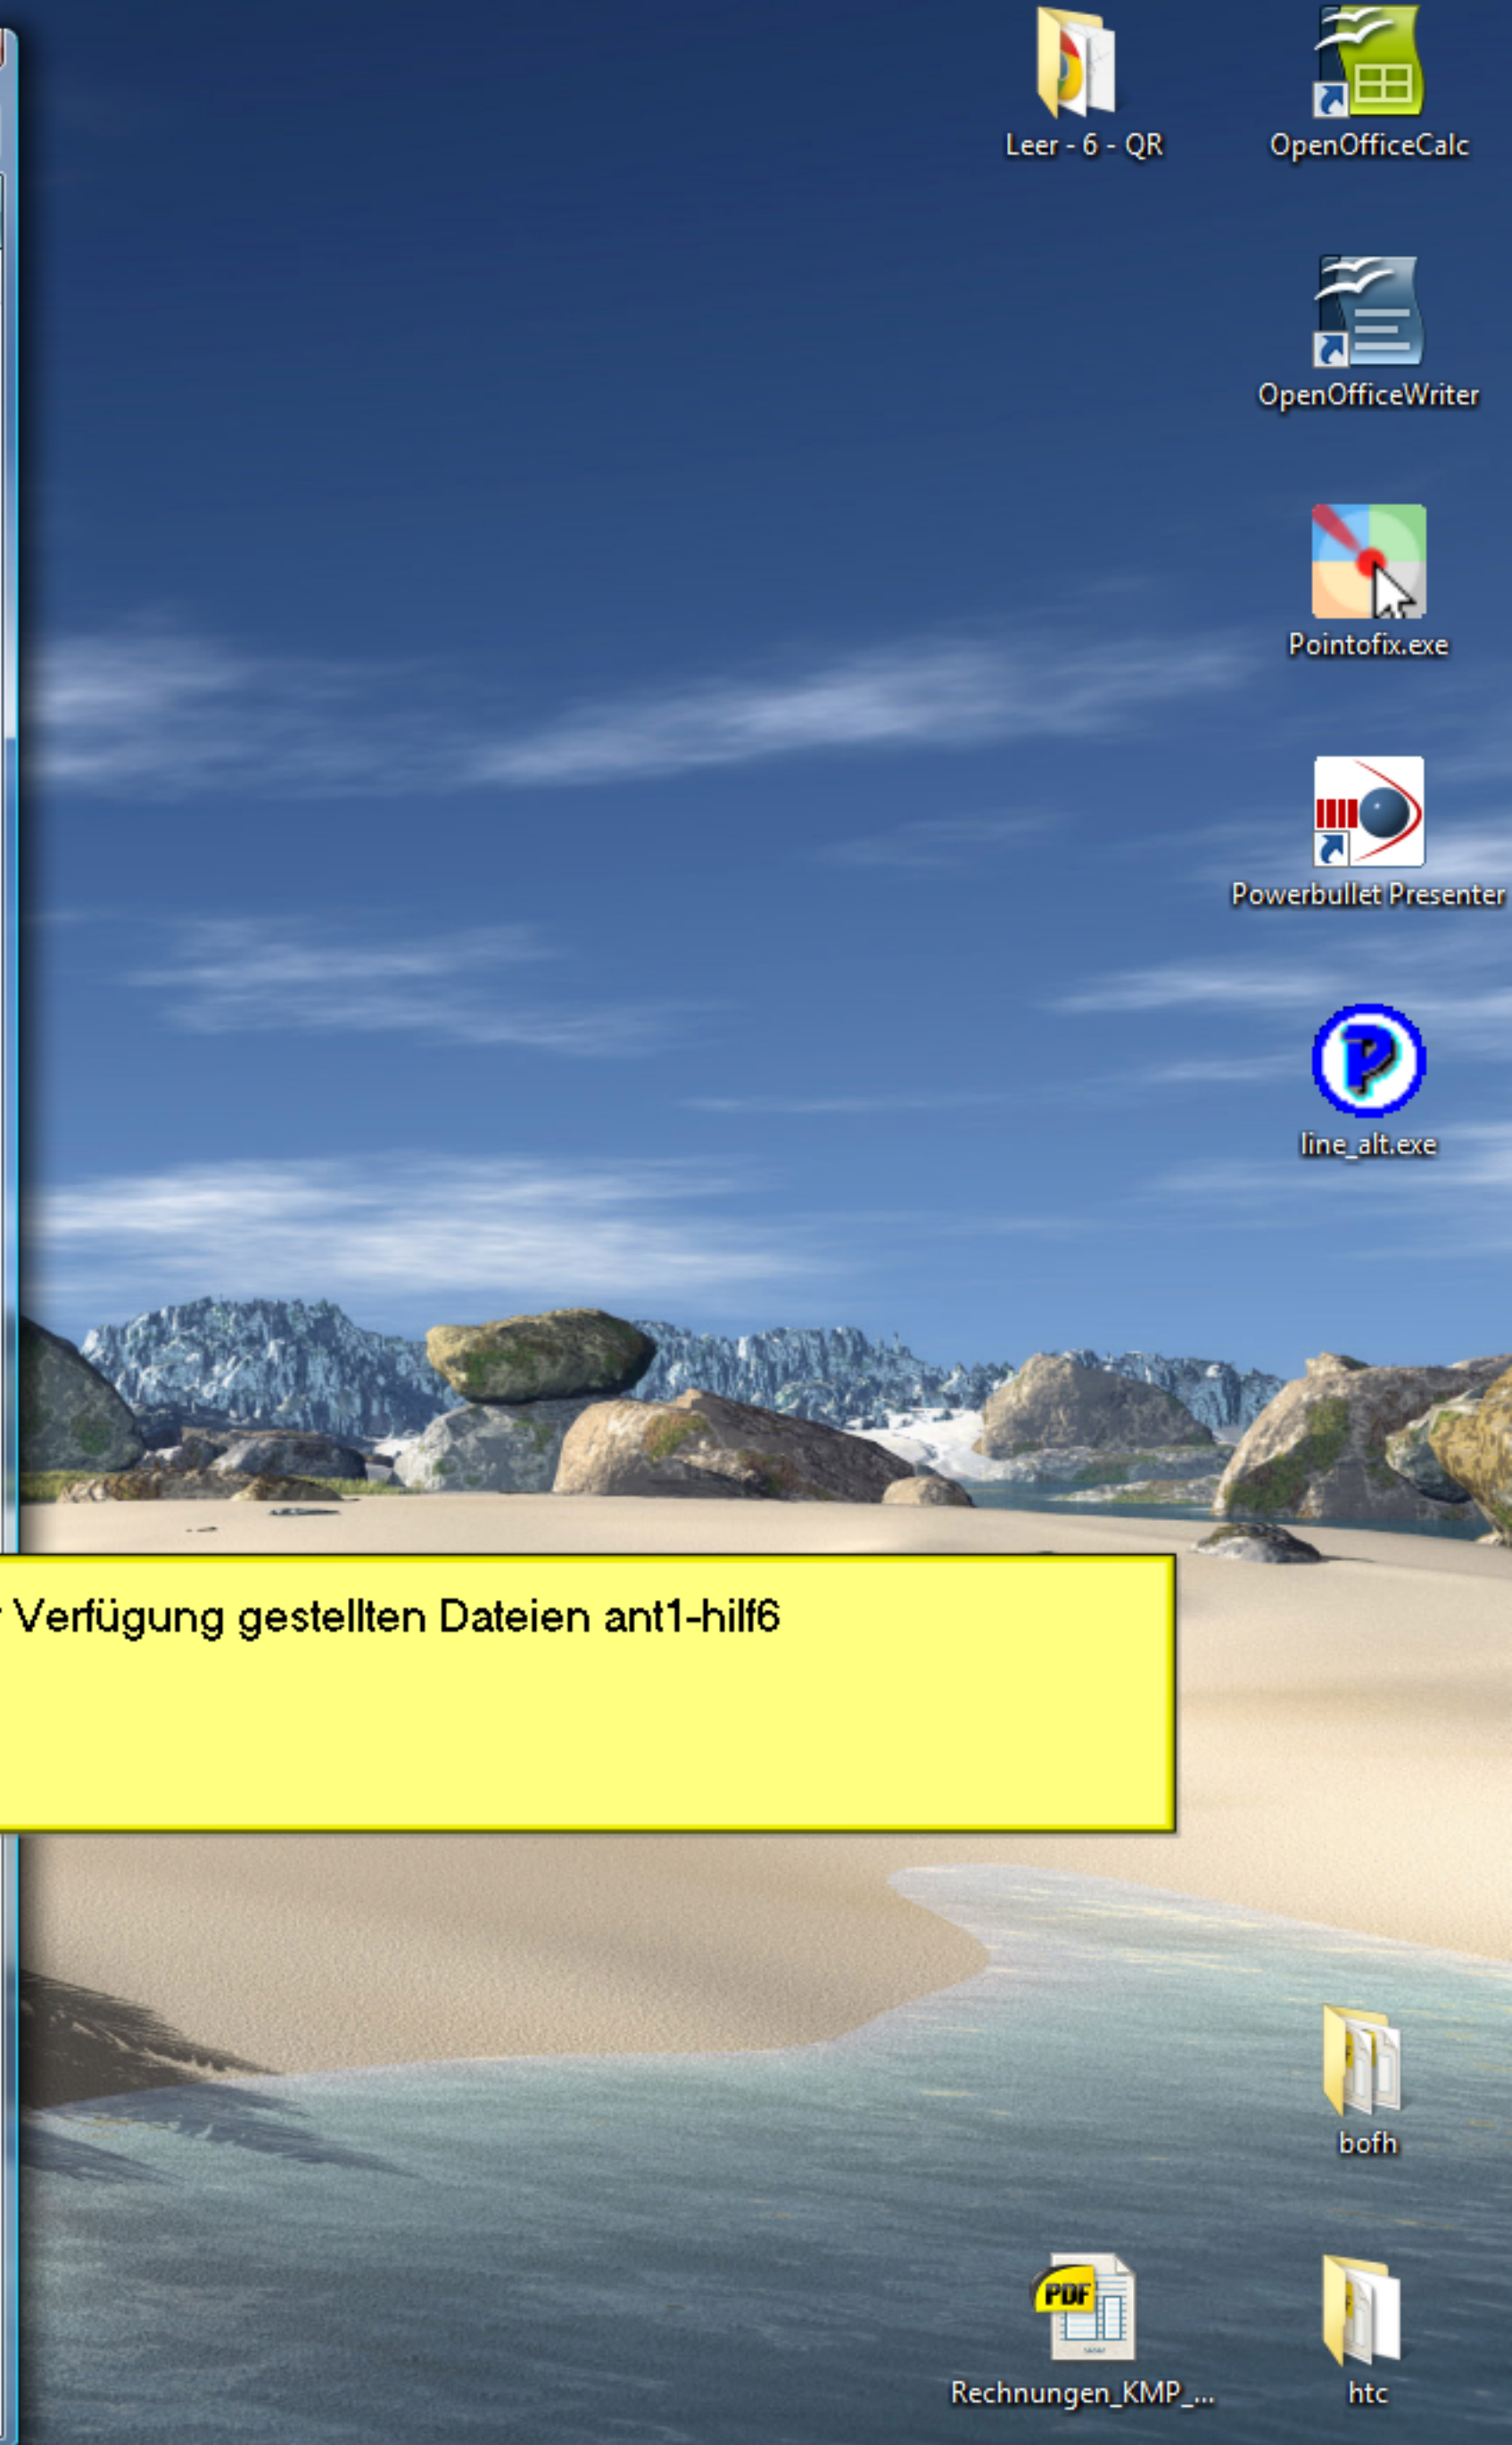 Leer - 6 - QR
OpenOfficeCalc
OpenOfficeWriter
Pointofix.exe
Powerbullet Presenter
P
line_alt.exe
Verfügung gestellten Dateien ant1-hilf6
bofh
PDF
Rechnungen_KMP_...
htc